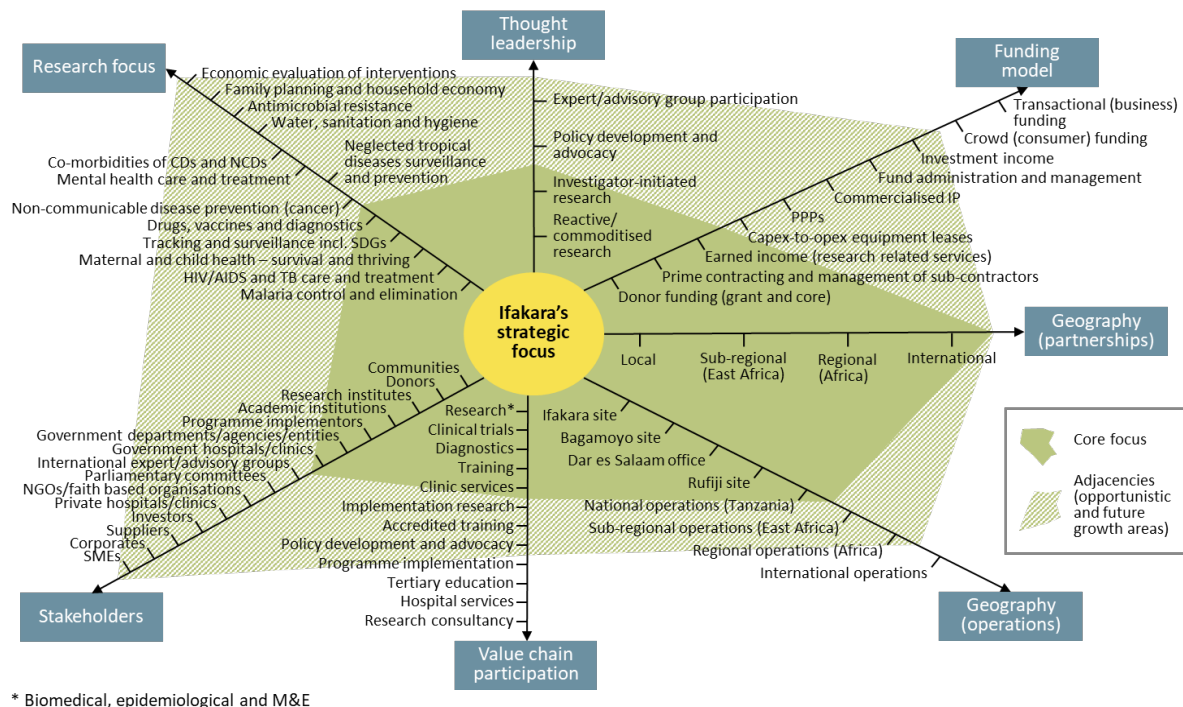 Thought
leadership
Research focus
Funding
model
Economic evaluation of interventions
Family planning and household economy
Antimicrobial resistance
Water, sanitation and hygiene
Co-morbidities of CDs and NCDs
Mental health care and treatment
Neglected tropical
diseases surveillance
and prevention
Non-communicable disease prevention (cancer)
Drugs, vaccines and diagnostics
Tracking and surveillance incl. SDGs
Maternal and child health – survival and thriving
HIV/AIDS and TB care and treatment
Malaria control and elimination
Expert/advisory group participation
Policy development and
advocacy
Investigator-initiated
research
Reactive/
commoditised
research
Transactional (business)
funding
Crowd (consumer) funding
Investment income
Fund administration and management
Commercialised IP
PPPs
Capex-to-opex equipment leases
Earned income (research related services)
Prime contracting and management of sub-contractors
Donor funding (grant and core)
Ifakara’s
strategic
focus
Geography
(partnerships)
Local
Sub-regional
(East Africa)
Regional
(Africa)
International
Communities
Donors
Research institutes
Academic institutions
Programme implementors
Government departments/agencies/entities
Government hospitals/clinics
International expert/advisory groups
Parliamentary committees
NGOs/faith based organisations
Private hospitals/clinics
Investors
Suppliers
Corporates
SMEs
Stakeholders
Research*
Clinical trials
Diagnostics
Training
Clinic services
Implementation research
Accredited training
Policy development and advocacy
Programme implementation
Tertiary education
Hospital services
Research consultancy
Value chain
participation
Ifakara site
Bagamoyo site
Dar es Salaam office
Rufiji site
National operations (Tanzania)
Sub-regional operations (East Africa)
Regional operations (Africa)
International operations
Geography
(operations)
Core focus
Adjacencies
(opportunistic
and future
growth areas)
* Biomedical, epidemiological and M&E